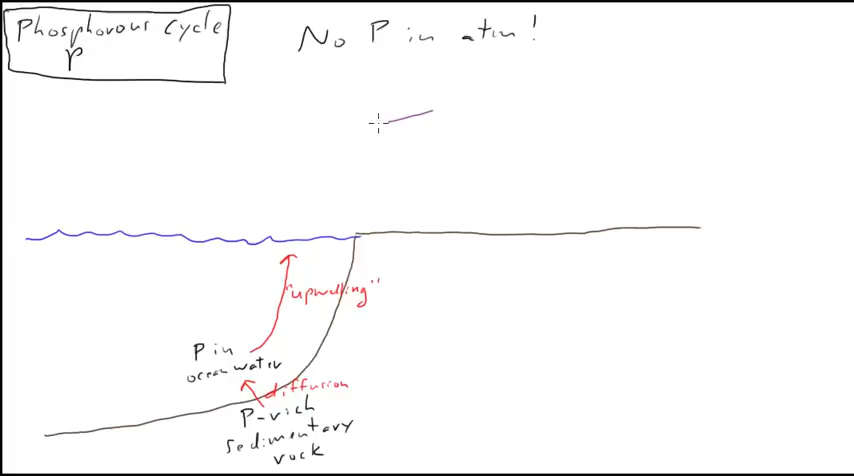 Phosphorous Cycle
P
No P in atm!
"upwelling"
P in
ocean water
diffusion
P-rich
sedimentary
rock